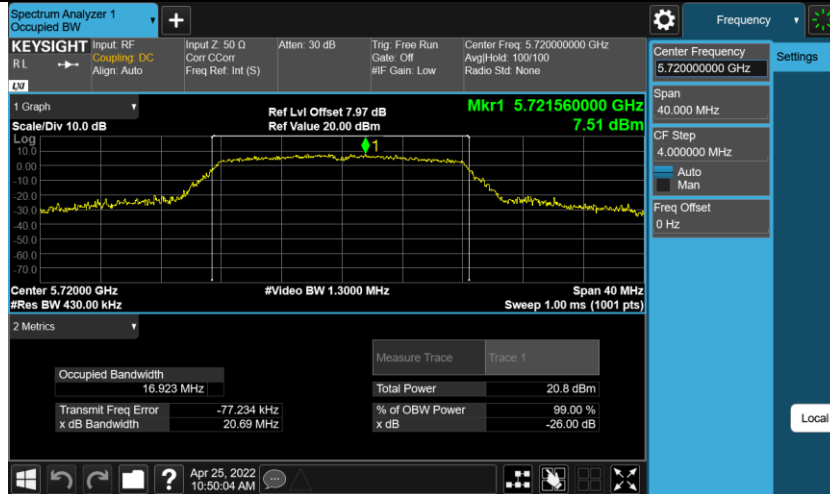 Spectrum Analyzer 1
Occupied BW
+
Frequency
KEYSIGHT
R L
LXI
Input: RF
Coupling: DC
Align: Auto
Input Z: 50 Ω
Corr CCorr
Freq Ref: Int (S)
Atten: 30 dB
Trig: Free Run
Gate: Off
#IF Gain: Low
Center Freq: 5.720000000 GHz
Avg|Hold: 100/100
Radio Std: None
1 Graph
Scale/Div 10.0 dB
Ref Lvl Offset 7.97 dB
Ref Value 20.00 dBm
Mkr1 5.721560000 GHz
7.51 dBm
Log
10.0
0.00
-10.0
-20.0
-30.0
-40.0
-50.0
-60.0
-70.0
1
Center 5.72000 GHz
#Res BW 430.00 kHz
#Video BW 1.3000 MHz
Span 40 MHz
Sweep 1.00 ms (1001 pts)
2 Metrics
Measure Trace Trace 1
Occupied Bandwidth
16.923 MHz
Total Power 20.8 dBm
Transmit Freq Error -77.234 kHz
% of OBW Power 99.00 %
x dB Bandwidth 20.69 MHz
x dB -26.00 dB
Center Frequency
5.720000000 GHz
Settings
Span
40.000 MHz
CF Step
4.000000 MHz
Auto
Man
Freq Offset
0 Hz
Local
?
Apr 25, 2022
10:50:04 AM